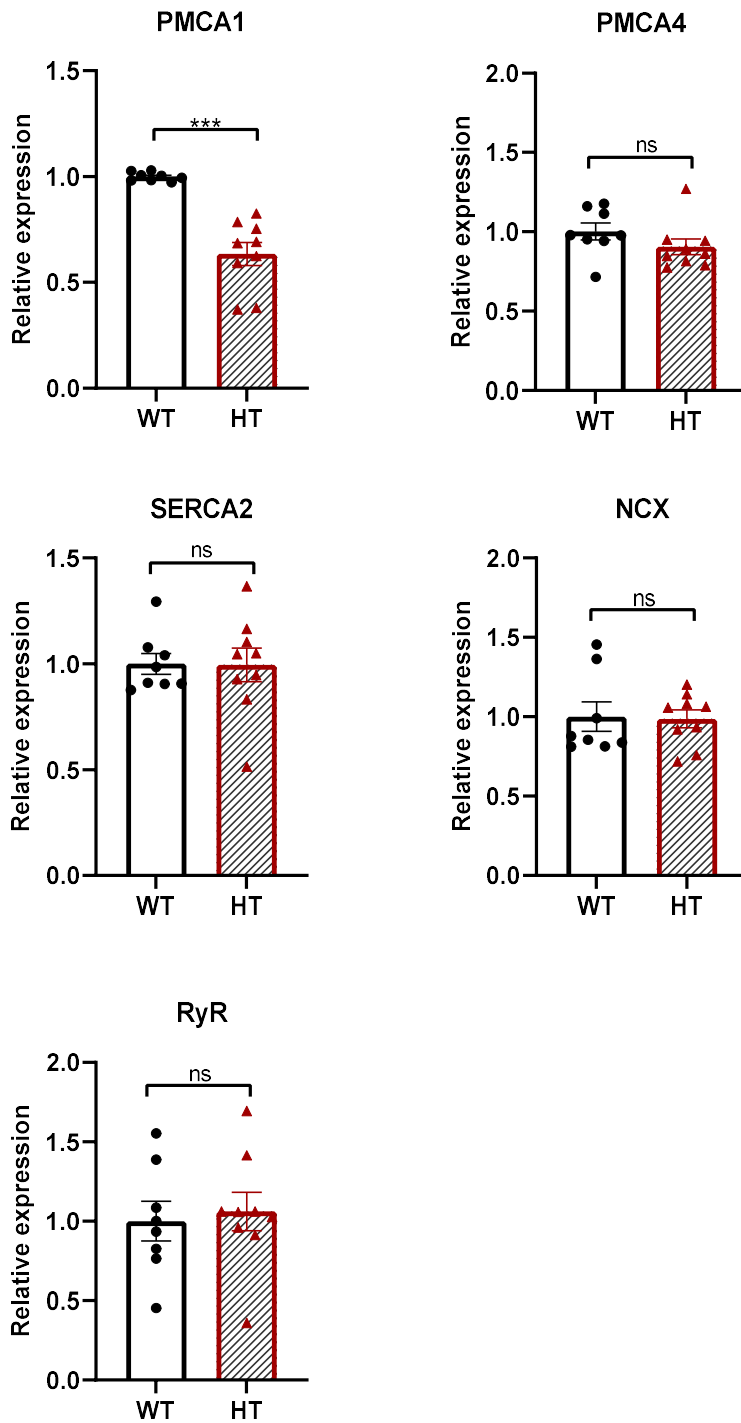 PMCA1
1.5
1.0
0.5
0.0
Relative expression
***
WT HT
PMCA4
2.0
1.5
1.0
0.5
0.0
Relative expression
ns
WT HT
SERCA2
1.5
1.0
0.5
0.0
Relative expression
ns
WT HT
NCX
2.0
1.5
1.0
0.5
0.0
Relative expression
ns
WT HT
RyR
2.0
1.5
1.0
0.5
0.0
Relative expression
ns
WT HT